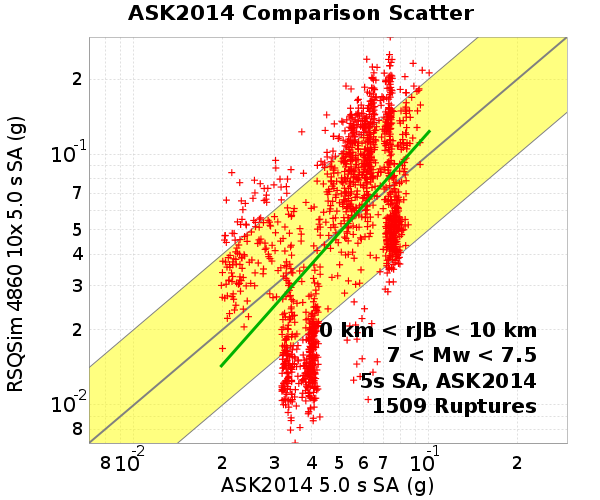 ASK2014 Comparison Scatter
RSQSim 4860 10x 5.0 s SA (g)
2
10-1
7
5
4
3
2
10-2
8
0 km < rJB < 10 km
7 < Mw < 7.5
5s SA, ASK2014
1509 Ruptures
8 10-2 2 3 4 5 6 7 10-1 2
ASK2014 5.0 s SA (g)